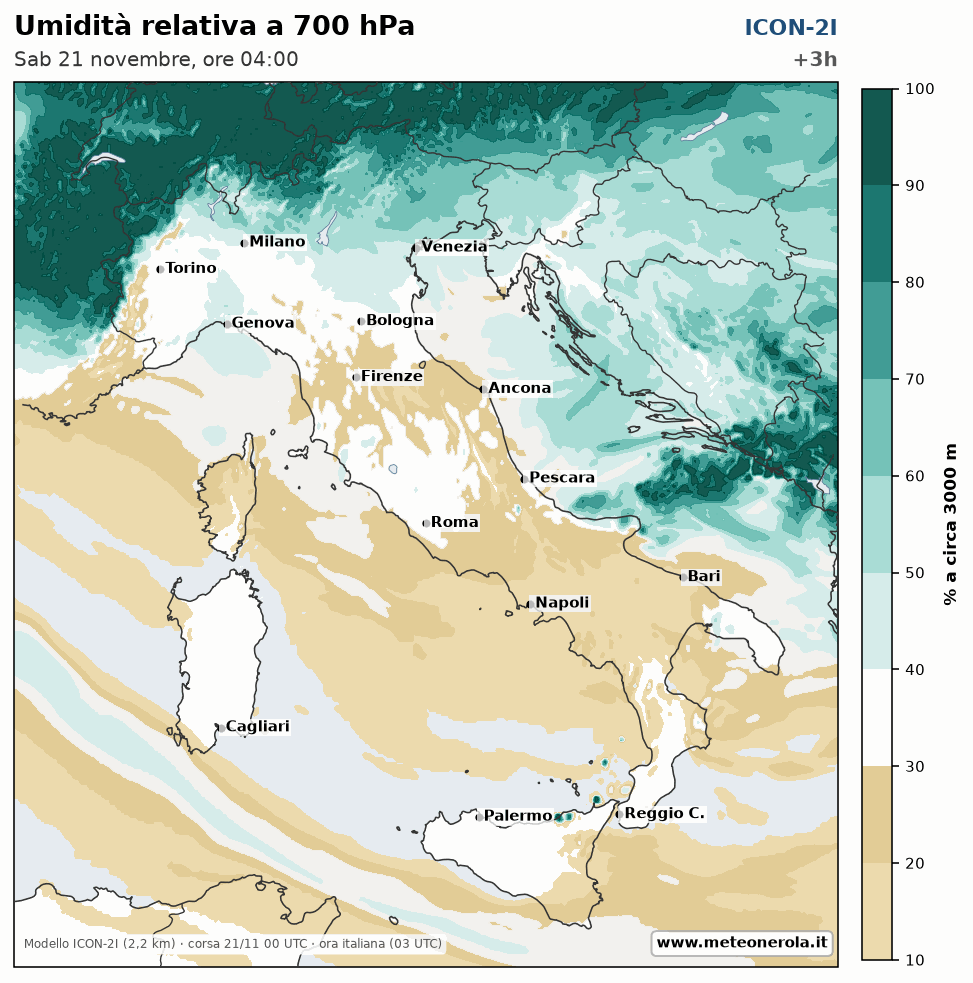 Umidità relativa a 700 hPa
ICON-2I
Sab 21 novembre, ore 04:00
+3h
Milano
Venezia
Torino
Genova
Bologna
Firenze
Ancona
Pescara
Roma
Bari
Napoli
Cagliari
Palermo
Reggio C.
100
90
80
70
60
50
40
30
20
10
% a circa 3000 m
Modello ICON-2I (2,2 km) · corsa 21/11 00 UTC · ora italiana (03 UTC)
www.meteonerola.it